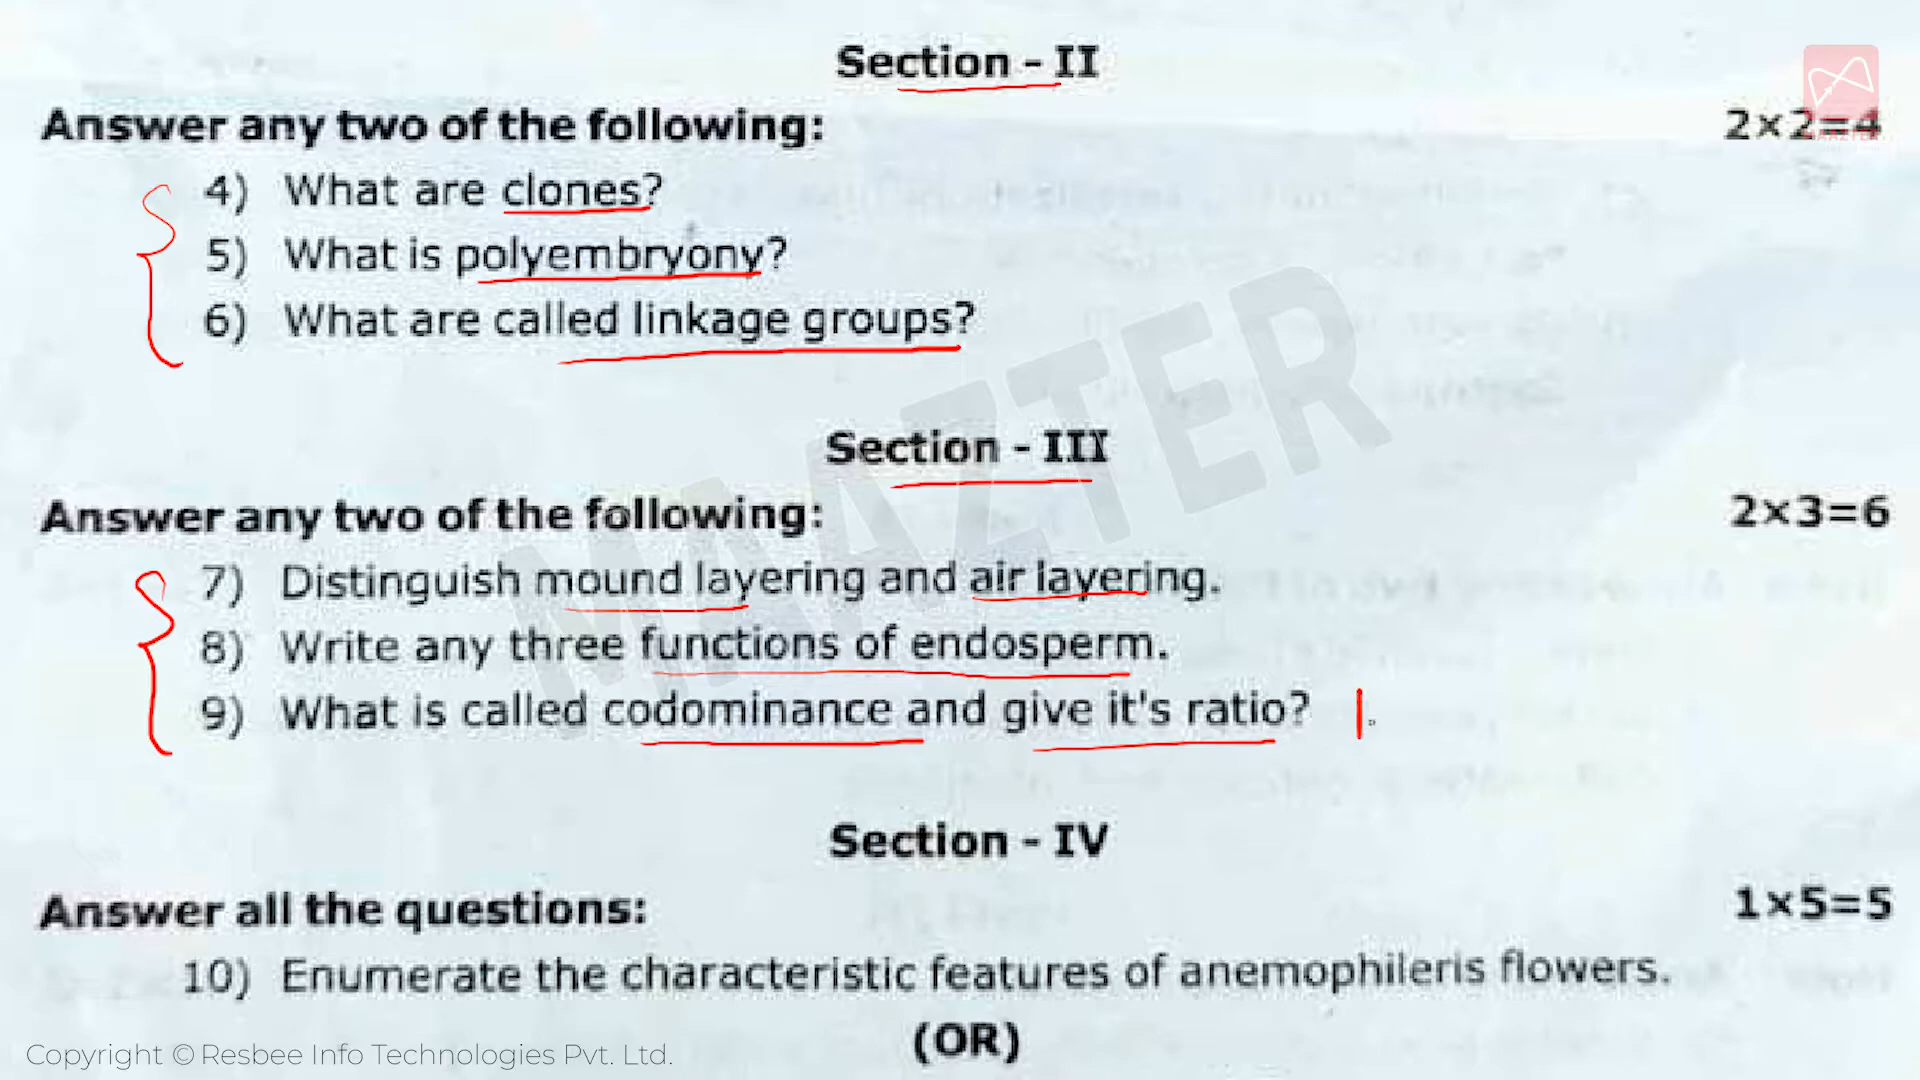 Section - II
Answer any two of the following: 2×2=4
4) What are clones?
5) What is polyembryony?
6) What are called linkage groups?
MAAZTER
Section - III
Answer any two of the following: 2×3=6
7) Distinguish mound layering and air layering.
8) Write any three functions of endosperm.
9) What is called codominance and give it's ratio?
Section - IV
Answer all the questions: 1×5=5
10) Enumerate the characteristic features of anemophileris flowers.
(OR)
Copyright © Resbee Info Technologies Pvt. Ltd.